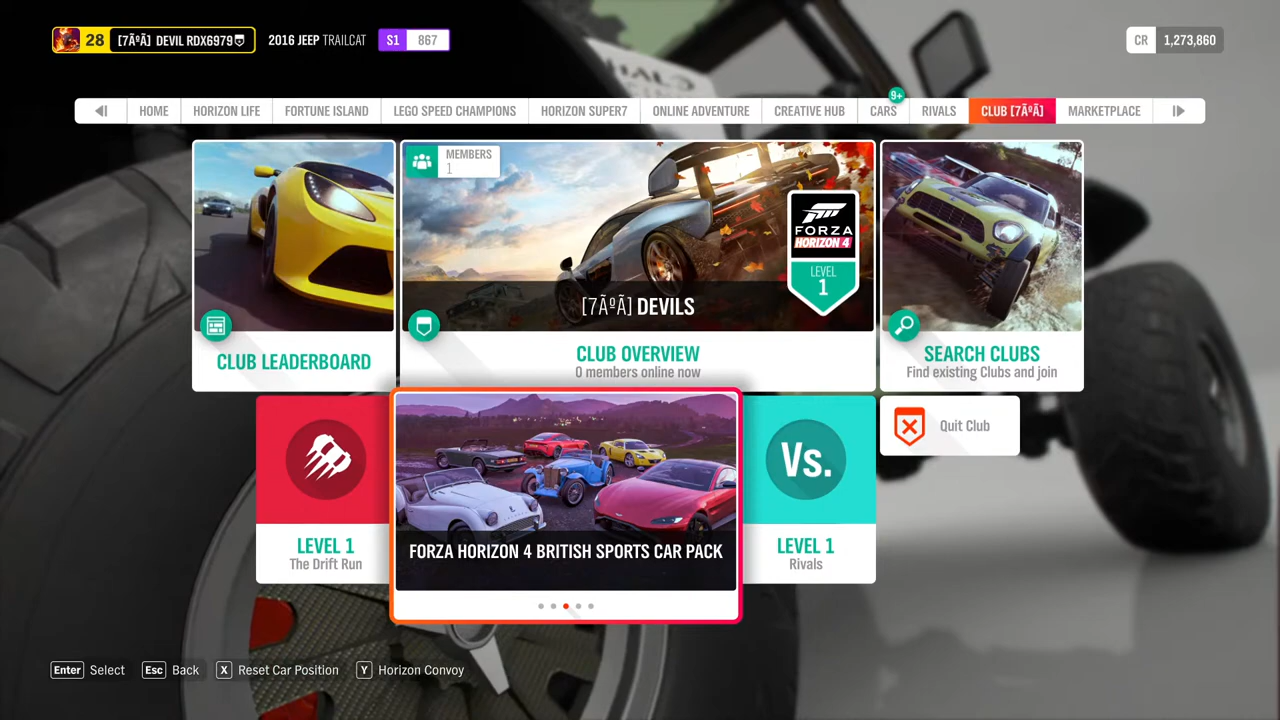 28 [7ÃºÃ] DEVIL RDX6979 2016 JEEP TRAILCAT S1 867 CR 1,273,860
HOME HORIZON LIFE FORTUNE ISLAND LEGO SPEED CHAMPIONS HORIZON SUPER7 ONLINE ADVENTURE CREATIVE HUB CARS 9+ RIVALS CLUB [7ÃºÃ] MARKETPLACE
MEMBERS
1
FORZA
HORIZON 4
LEVEL
1
[7ÃºÃ] DEVILS
CLUB LEADERBOARD
CLUB OVERVIEW
0 members online now
SEARCH CLUBS
Find existing Clubs and join
Vs.
Quit Club
LEVEL 1
The Drift Run
FORZA HORIZON 4 BRITISH SPORTS CAR PACK
LEVEL 1
Rivals
Enter Select Esc Back X Reset Car Position Y Horizon Convoy